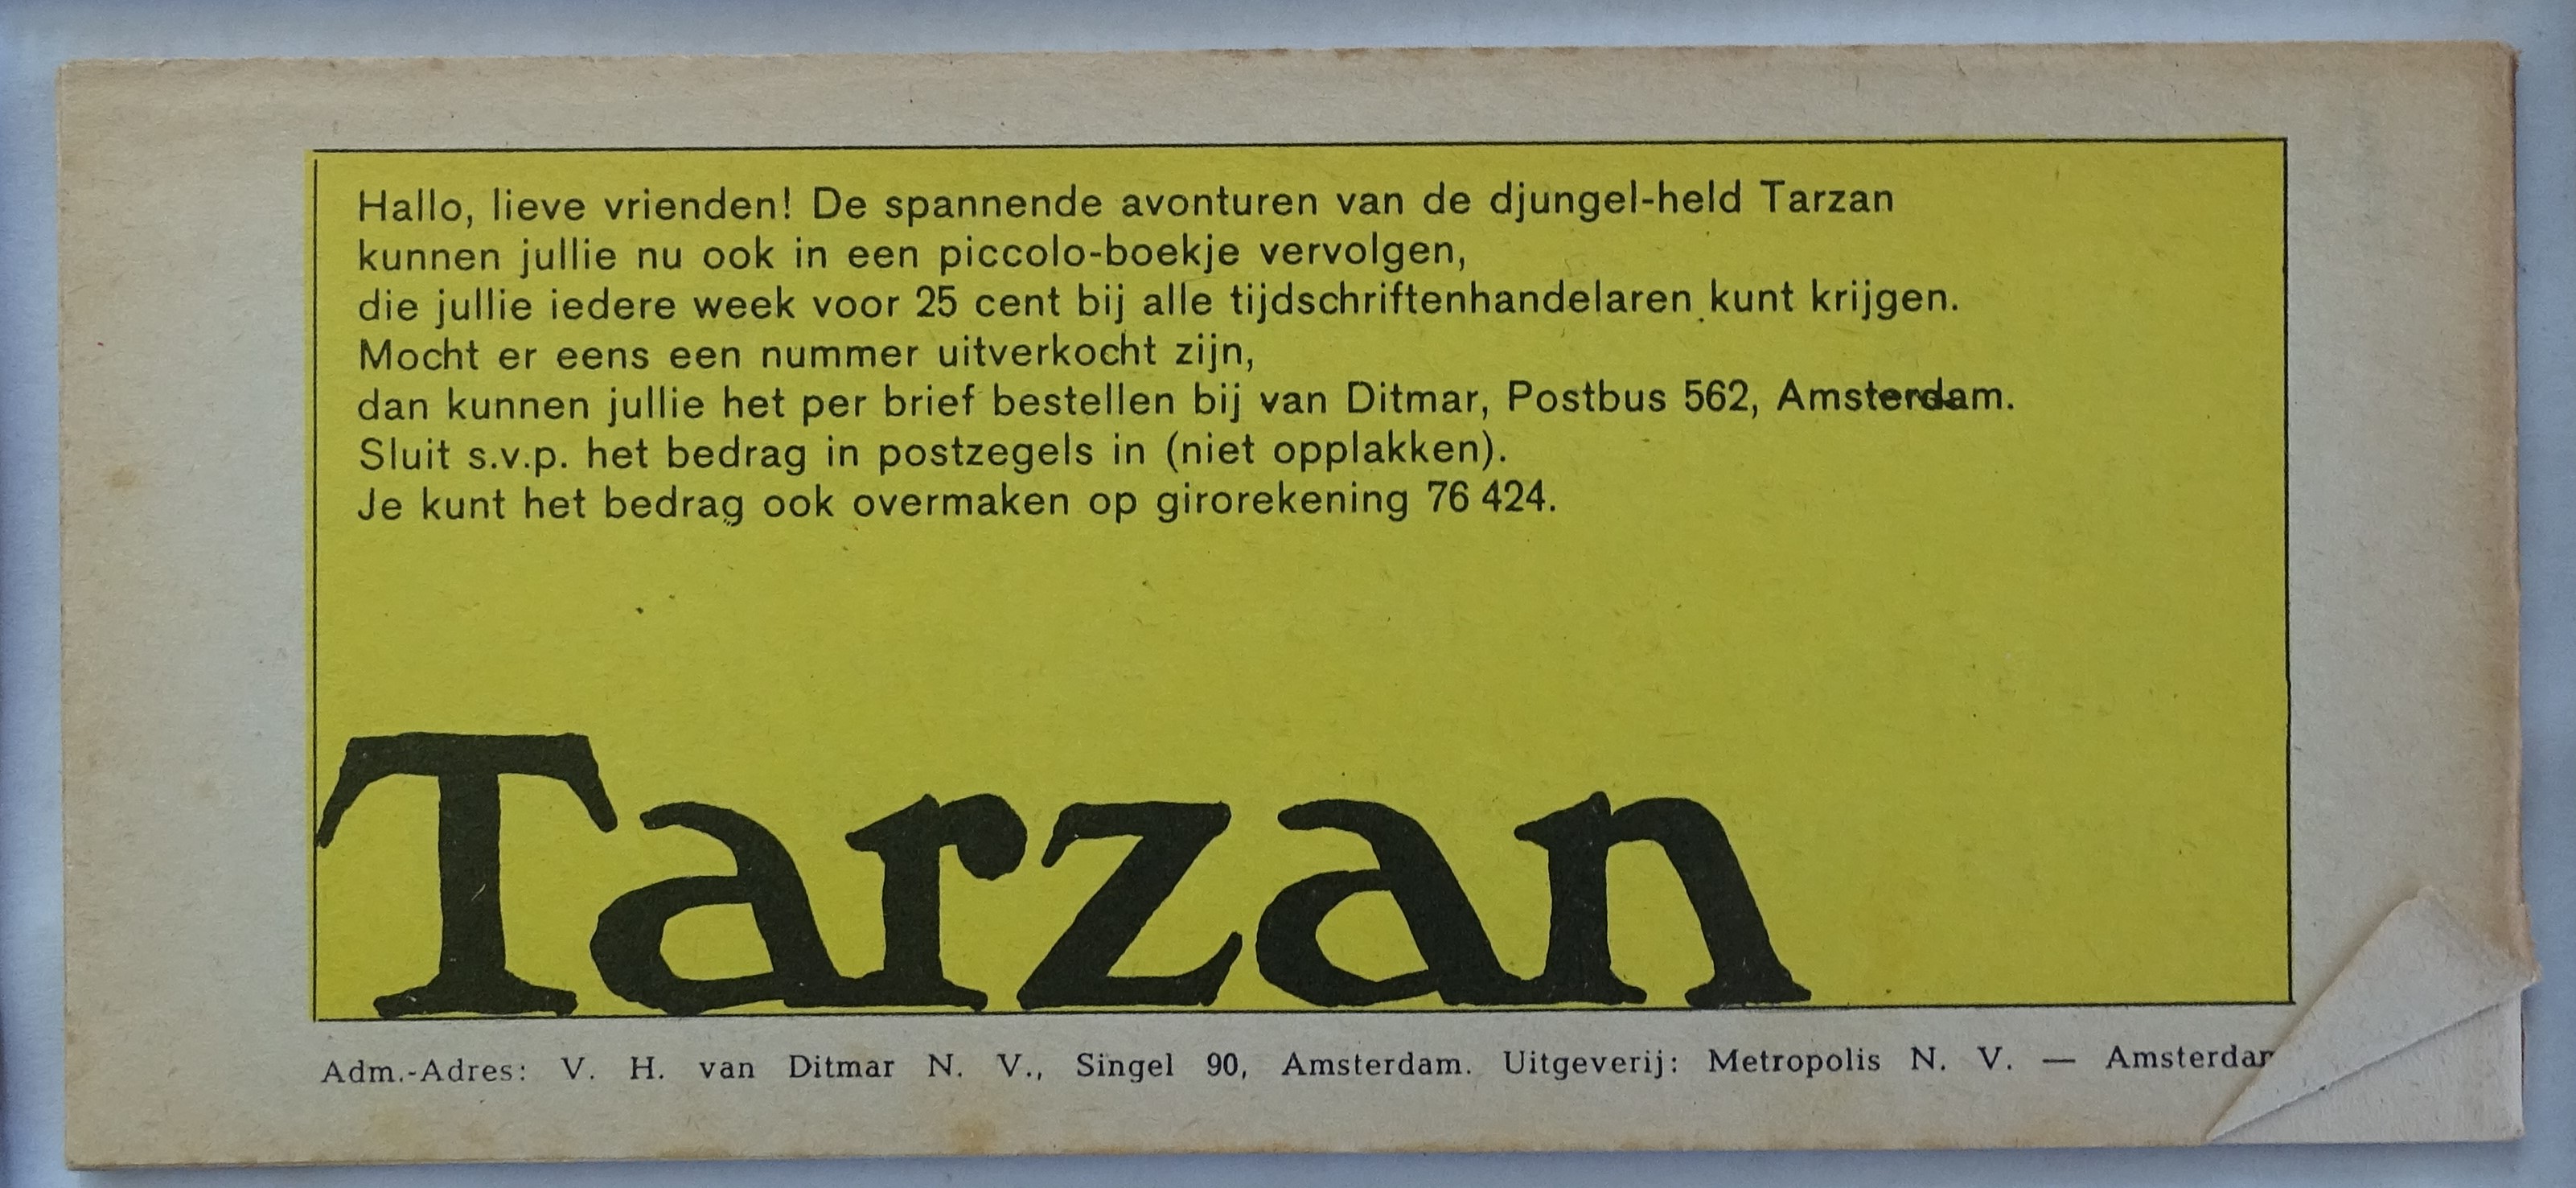 Hallo, lieve vrienden! De spannende avonturen van de djungel-held Tarzan
kunnen jullie nu ook in een piccolo-boekje vervolgen,
die jullie iedere week voor 25 cent bij alle tijdschriftenhandelaren kunt krijgen.
Mocht er eens een nummer uitverkocht zijn,
dan kunnen jullie het per brief bestellen bij van Ditmar, Postbus 562, Amsterdam.
Sluit s.v.p. het bedrag in postzegels in (niet opplakken).
Je kunt het bedrag ook overmaken op girorekening 76 424.
Tarzan
Adm.-Adres: V. H. van Ditmar N. V., Singel 90, Amsterdam. Uitgeverij: Metropolis N. V. — Amsterda